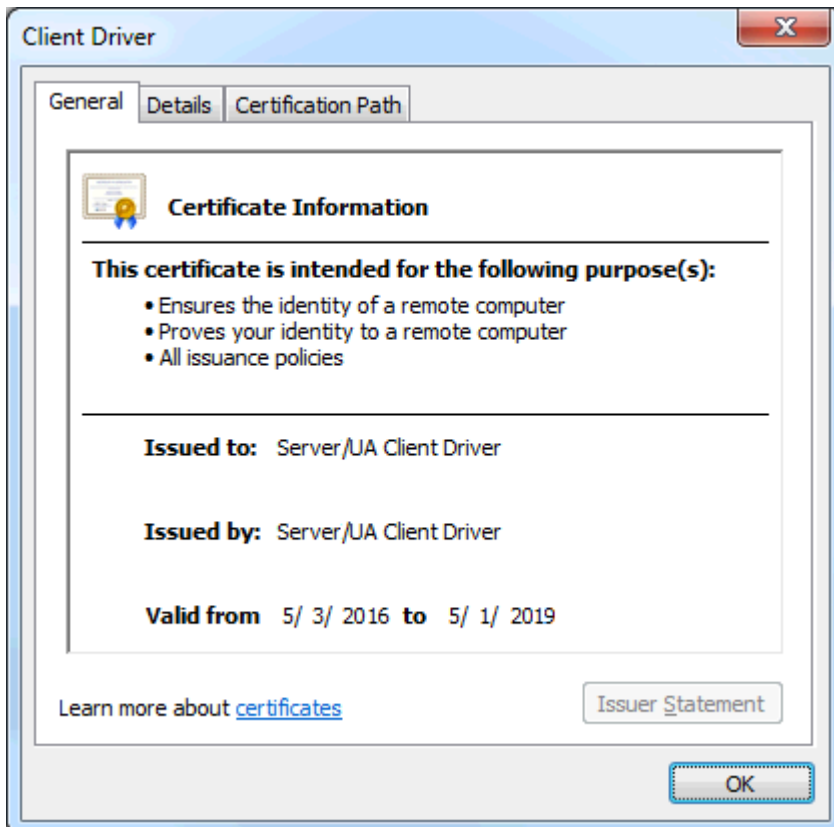 Client Driver
General Details Certification Path
Certificate Information
This certificate is intended for the following purpose(s):
• Ensures the identity of a remote computer
• Proves your identity to a remote computer
• All issuance policies
Issued to: Server/UA Client Driver
Issued by: Server/UA Client Driver
Valid from 5/ 3/ 2016 to 5/ 1/ 2019
Learn more about certificates
Issuer Statement
OK